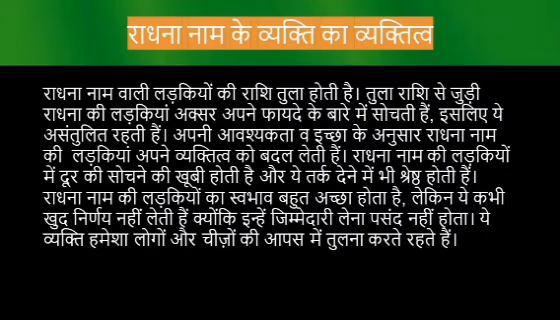 राधना नाम के व्यक्ति का व्यक्तित्व
राधना नाम वाली लड़कियों की राशि तुला होती है। तुला राशि से जुड़ी
राधना की लड़कियां अक्सर अपने फायदे के बारे में सोचती हैं, इसलिए ये
असंतुलित रहती हैं। अपनी आवश्यकता व इच्छा के अनुसार राधना नाम
की लड़कियां अपने व्यक्तित्व को बदल लेती हैं। राधना नाम की लड़कियों
में दूर की सोचने की खूबी होती है और ये तर्क देने में भी श्रेष्ठ होती हैं।
राधना नाम की लड़कियों का स्वभाव बहुत अच्छा होता है, लेकिन ये कभी
खुद निर्णय नहीं लेती हैं क्योंकि इन्हें जिम्मेदारी लेना पसंद नहीं होता। ये
व्यक्ति हमेशा लोगों और चीज़ों की आपस में तुलना करते रहते हैं।